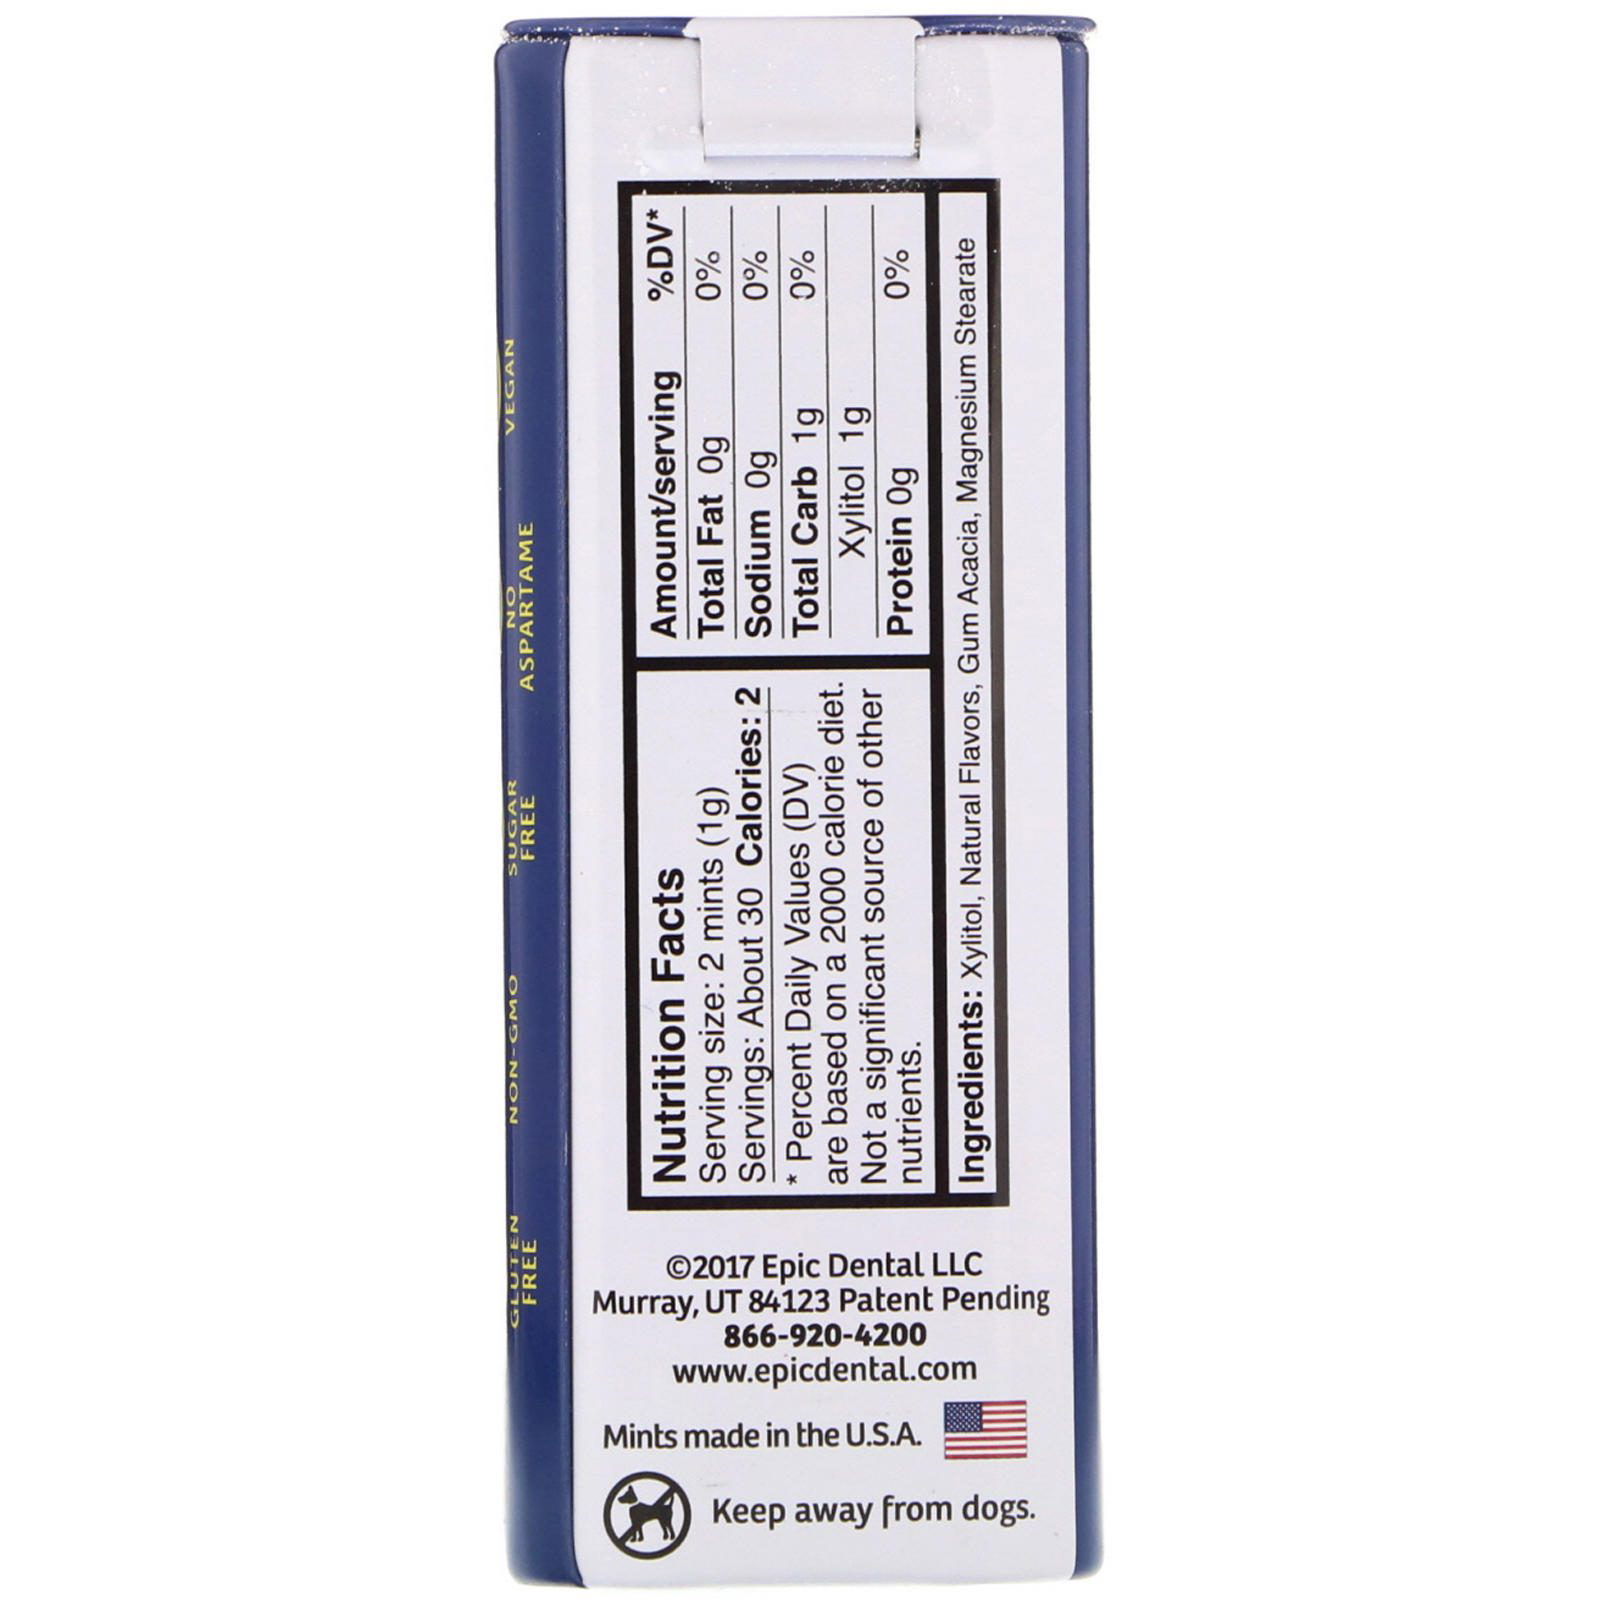 Nutrition Facts
Serving size: 2 mints (1g)
Servings: About 30 Calories: 2
* Percent Daily Values (DV)
are based on a 2000 calorie diet.
Not a significant source of other
nutrients.
Amount/serving %DV*
Total Fat 0g 0%
Sodium 0g 0%
Total Carb 1g 0%
Xylitol 1g
Protein 0g 0%
Ingredients: Xylitol, Natural Flavors, Gum Acacia, Magnesium Stearate
©2017 Epic Dental LLC
Murray, UT 84123 Patent Pending
866-920-4200
www.epicdental.com
Mints made in the U.S.A.
Keep away from dogs.
GLUTEN
FREE
NON-GMO
SUGAR
FREE
NO
ASPARTAME
VEGAN